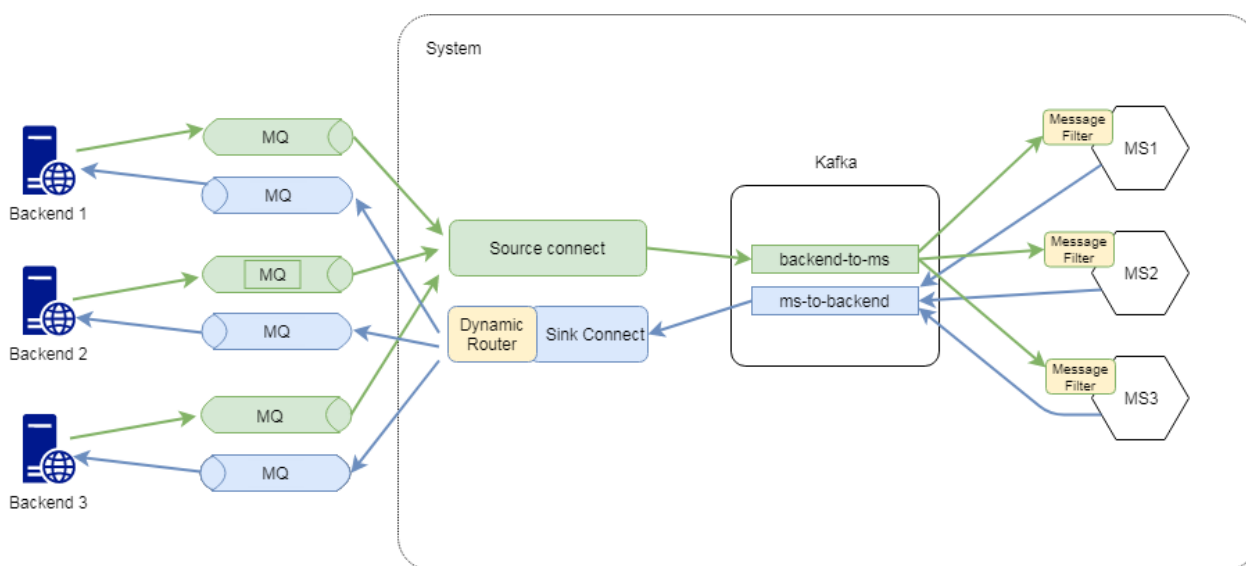 System
MQ
MQ
Backend 1
MQ
MQ
Backend 2
MQ
MQ
Backend 3
Source connect
Dynamic
Router
Sink Connect
Kafka
backend-to-ms
ms-to-backend
Message
Filter
MS1
Message
Filter
MS2
Message
Filter
MS3